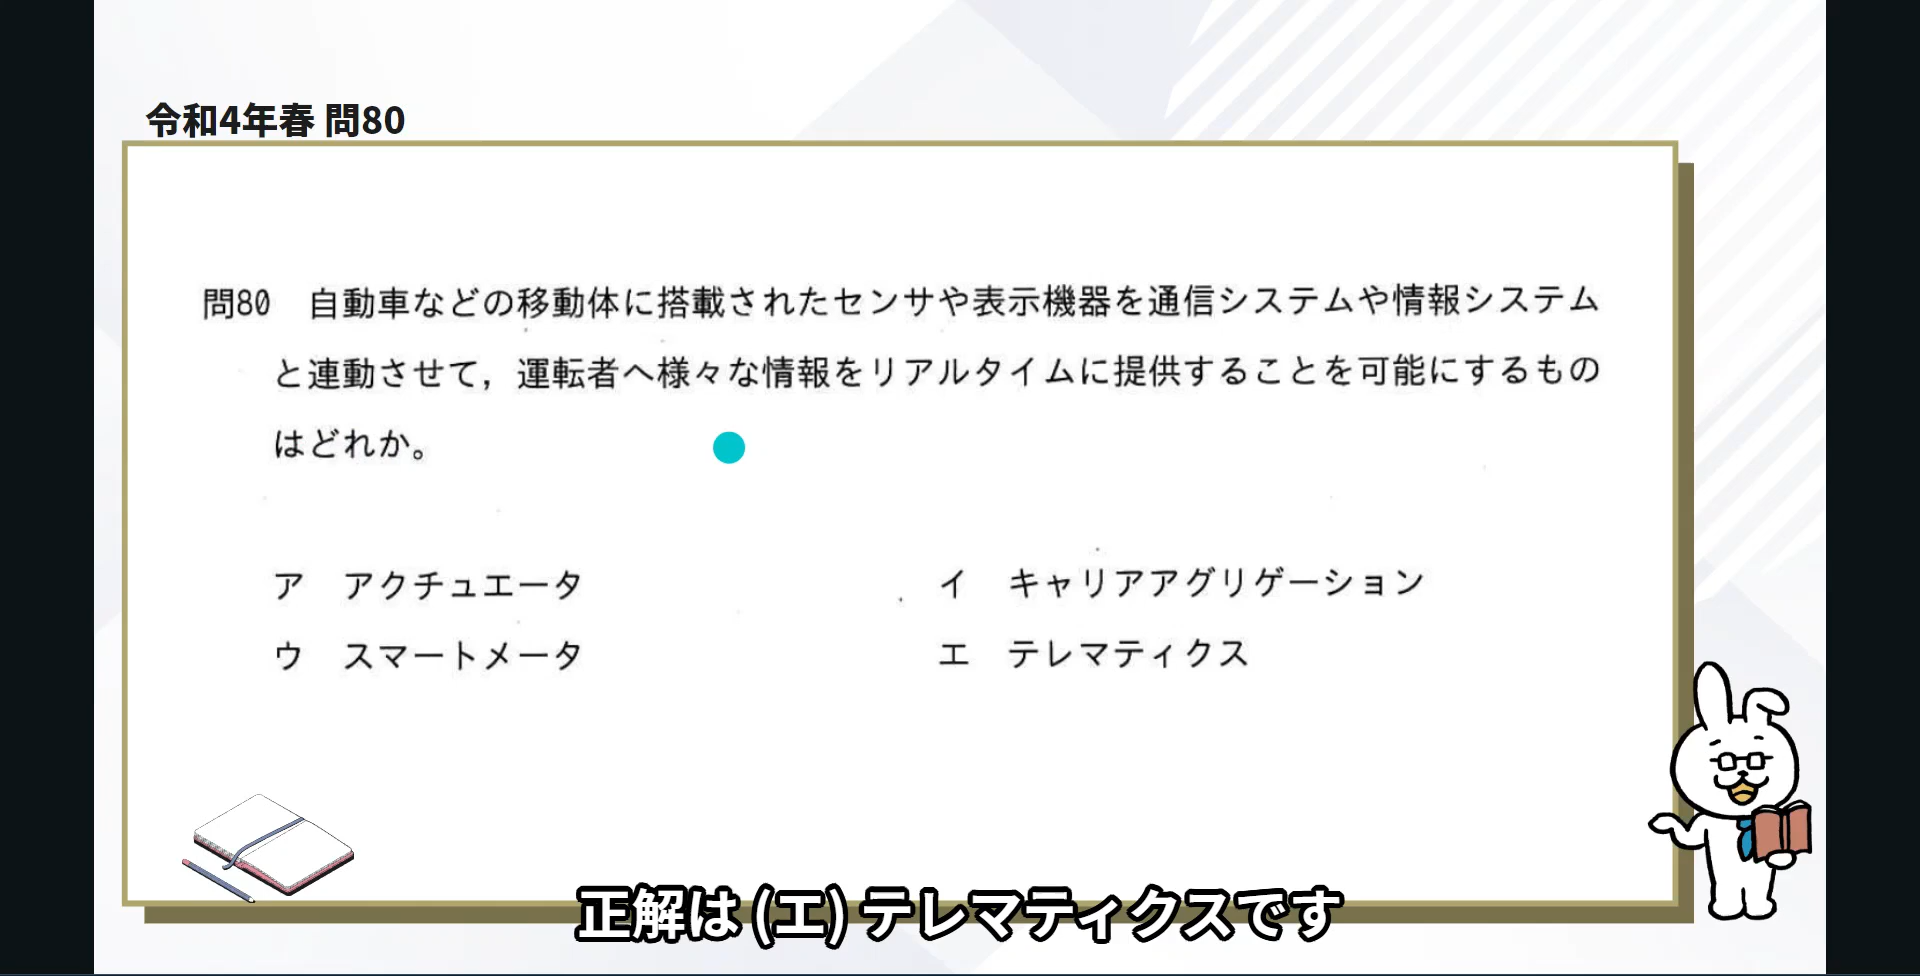 令和4年春 問80
問80 自動車などの移動体に搭載されたセンサや表示機器を通信システムや情報システム
と連動させて，運転者へ様々な情報をリアルタイムに提供することを可能にするもの
はどれか。
ア アクチュエータ
イ キャリアアグリゲーション
ウ スマートメータ
エ テレマティクス
正解は (エ) テレマティクスです